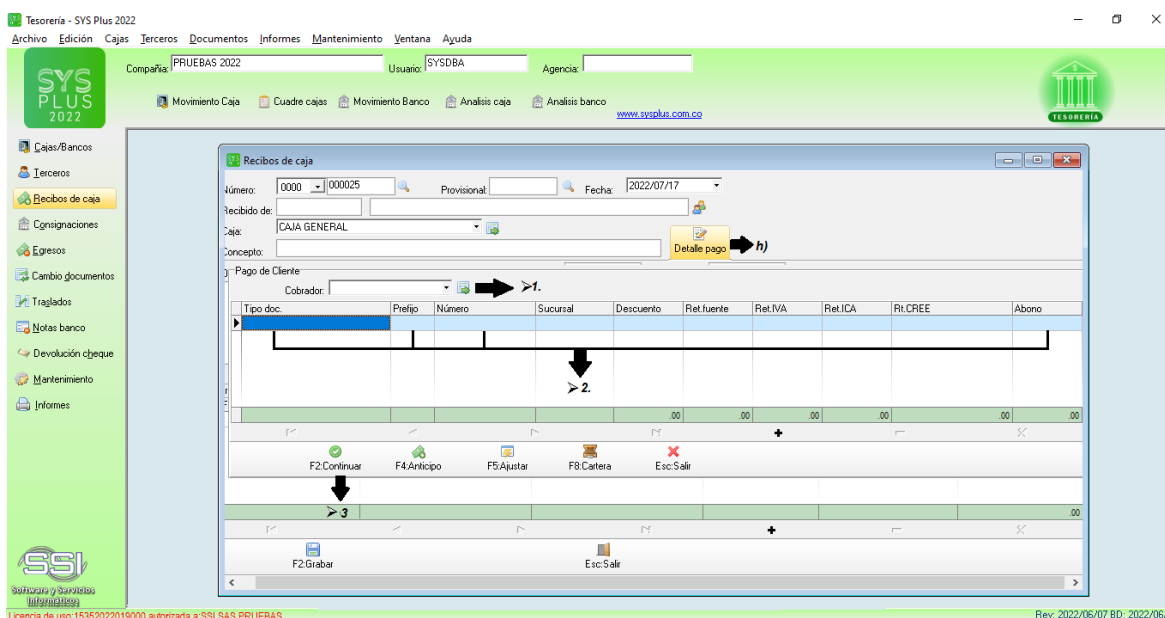 Tesorería - SYS Plus 2022
Archivo Edición Cajas Terceros Documentos Informes Mantenimiento Ventana Ayuda
SYS PLUS 2022
Compañia: PRUEBAS 2022 Usuario: SYSDBA Agencia:
Movimiento Caja Cuadre cajas Movimiento Banco Analisis caja Analisis banco
www.sysplus.com.co
TESORERÍA
Cajas/Bancos
Terceros
Recibos de caja
Consignaciones
Egresos
Cambio documentos
Traslados
Notas banco
Devolución cheque
Mantenimiento
Informes
Recibos de caja
Número: 0000 000025 Provisional: Fecha: 2022/07/17
Recibido de:
Caja: CAJA GENERAL
Concepto: Detalle pago h)
Pago de Cliente
Cobrador: ➢1.
Tipo doc. Prefijo Número Sucursal Descuento Ret.fuente Ret.IVA Ret.ICA Rt.CREE Abono
➢2.
.00 .00 .00 .00 .00 .00
F2:Continuar F4:Anticipo F5:Ajustar F8:Cartera Esc:Salir
➢3
.00
F2:Grabar Esc:Salir
SSI
Software y Servicios
Informáticos
Licencia de uso:15352022019000 autorizada a:SSI SAS PRUEBAS Rev: 2022/06/07 BD: 2022/06